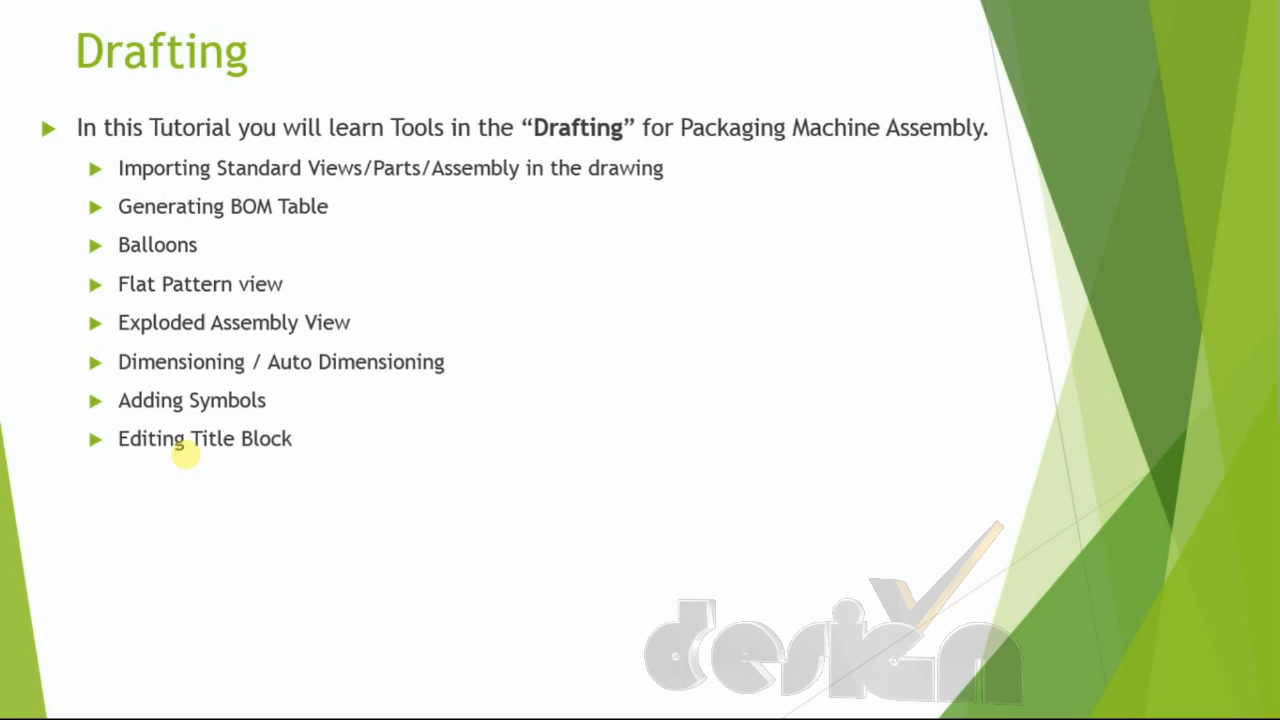 Drafting
In this Tutorial you will learn Tools in the “Drafting” for Packaging Machine Assembly.
Importing Standard Views/Parts/Assembly in the drawing
Generating BOM Table
Balloons
Flat Pattern view
Exploded Assembly View
Dimensioning / Auto Dimensioning
Adding Symbols
Editing Title Block
design